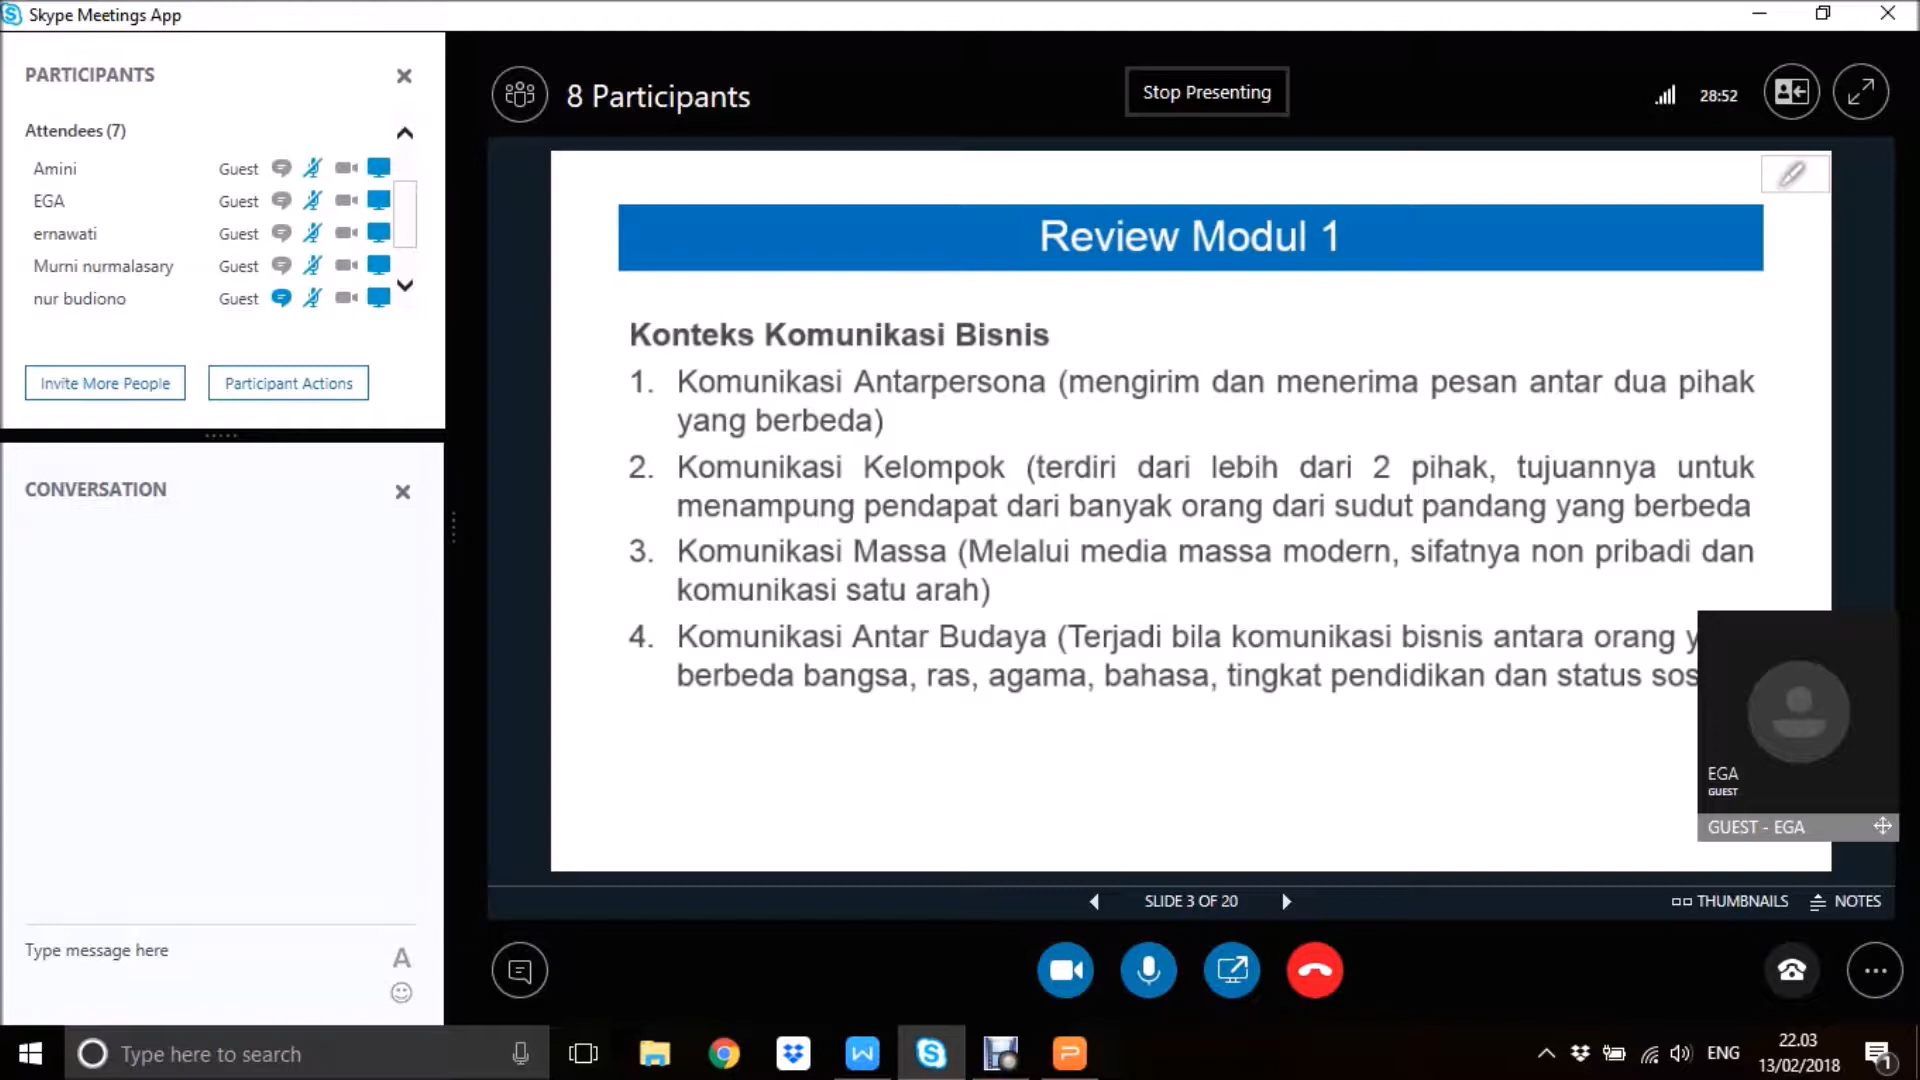 Skype Meetings App
PARTICIPANTS
Attendees (7)
Amini Guest
EGA Guest
ernawati Guest
Murni nurmalasary Guest
nur budiono Guest
Invite More People Participant Actions
CONVERSATION
Type message here
A
8 Participants
Stop Presenting
28:52
Review Modul 1
Konteks Komunikasi Bisnis
1. Komunikasi Antarpersona (mengirim dan menerima pesan antar dua pihak
yang berbeda)
2. Komunikasi Kelompok (terdiri dari lebih dari 2 pihak, tujuannya untuk
menampung pendapat dari banyak orang dari sudut pandang yang berbeda
3. Komunikasi Massa (Melalui media massa modern, sifatnya non pribadi dan
komunikasi satu arah)
4. Komunikasi Antar Budaya (Terjadi bila komunikasi bisnis antara orang y
berbeda bangsa, ras, agama, bahasa, tingkat pendidikan dan status sos
EGA
GUEST
GUEST - EGA
SLIDE 3 OF 20
THUMBNAILS NOTES
Type here to search
ENG
22.03
13/02/2018
1